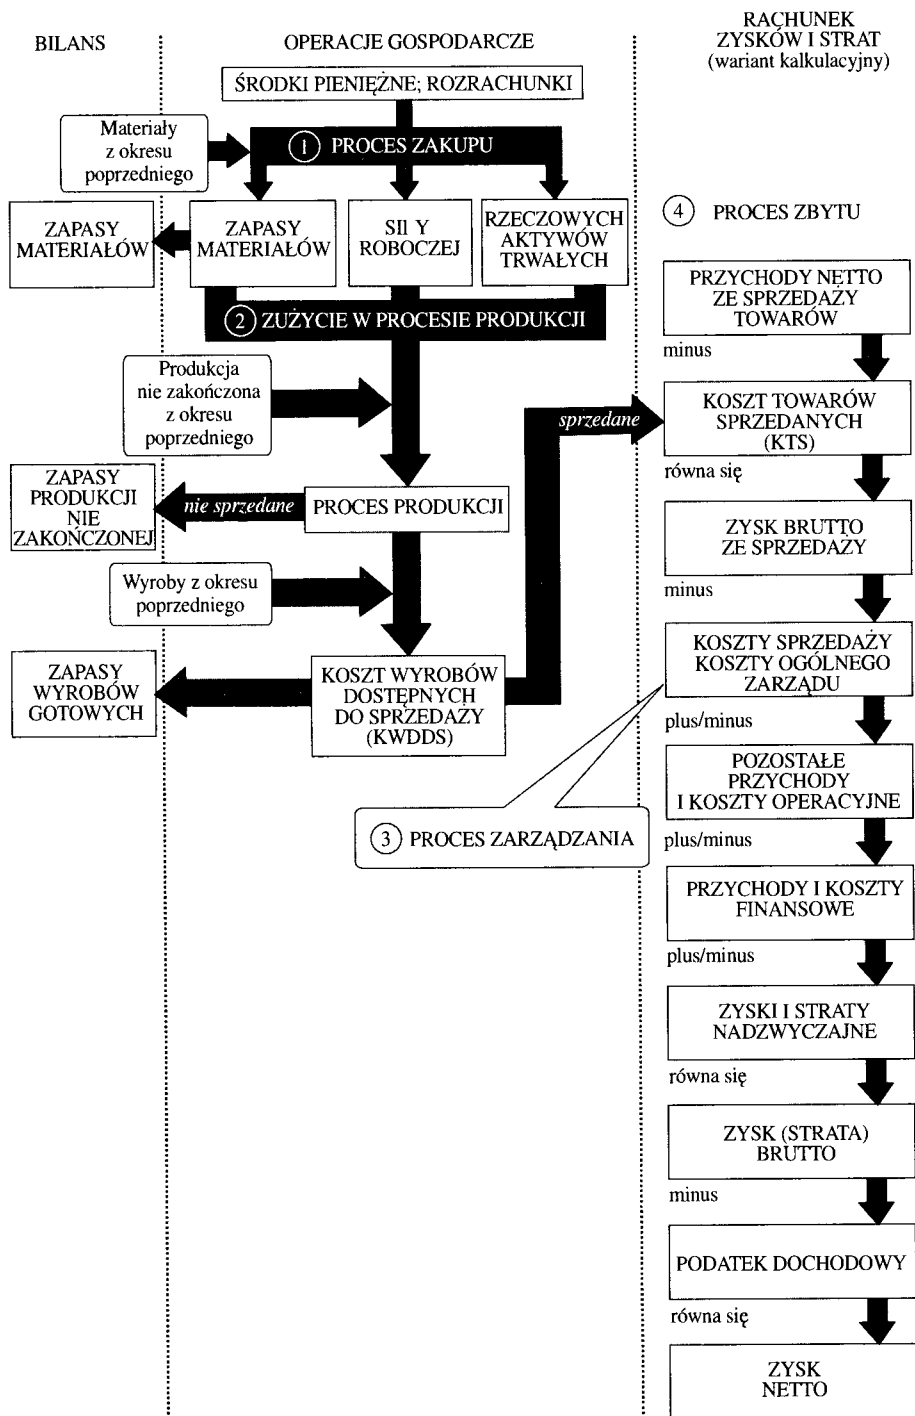 BILANS
OPERACJE GOSPODARCZE
RACHUNEK
ZYSKÓW I STRAT
(wariant kalkulacyjny)
ŚRODKI PIENIĘŻNE; ROZRACHUNKI
Materiały
z okresu
poprzedniego
1 PROCES ZAKUPU
ZAPASY
MATERIAŁÓW
ZAPASY
MATERIAŁÓW
SIŁY
ROBOCZEJ
RZECZOWYCH
AKTYWÓW
TRWAŁYCH
2 ZUŻYCIE W PROCESIE PRODUKCJI
Produkcja
nie zakończona
z okresu
poprzedniego
ZAPASY
PRODUKCJI
NIE
ZAKOŃCZONEJ
nie sprzedane
PROCES PRODUKCJI
Wyroby z okresu
poprzedniego
ZAPASY
WYROBÓW
GOTOWYCH
KOSZT WYROBÓW
DOSTĘPNYCH
DO SPRZEDAŻY
(KWDDS)
sprzedane
3 PROCES ZARZĄDZANIA
4 PROCES ZBYTU
PRZYCHODY NETTO
ZE SPRZEDAŻY
TOWARÓW
minus
KOSZT TOWARÓW
SPRZEDANYCH
(KTS)
równa się
ZYSK BRUTTO
ZE SPRZEDAŻY
minus
KOSZTY SPRZEDAŻY
KOSZTY OGÓLNEGO
ZARZĄDU
plus/minus
POZOSTAŁE
PRZYCHODY
I KOSZTY OPERACYJNE
plus/minus
PRZYCHODY I KOSZTY
FINANSOWE
plus/minus
ZYSKI I STRATY
NADZWYCZAJNE
równa się
ZYSK (STRATA)
BRUTTO
minus
PODATEK DOCHODOWY
równa się
ZYSK
NETTO